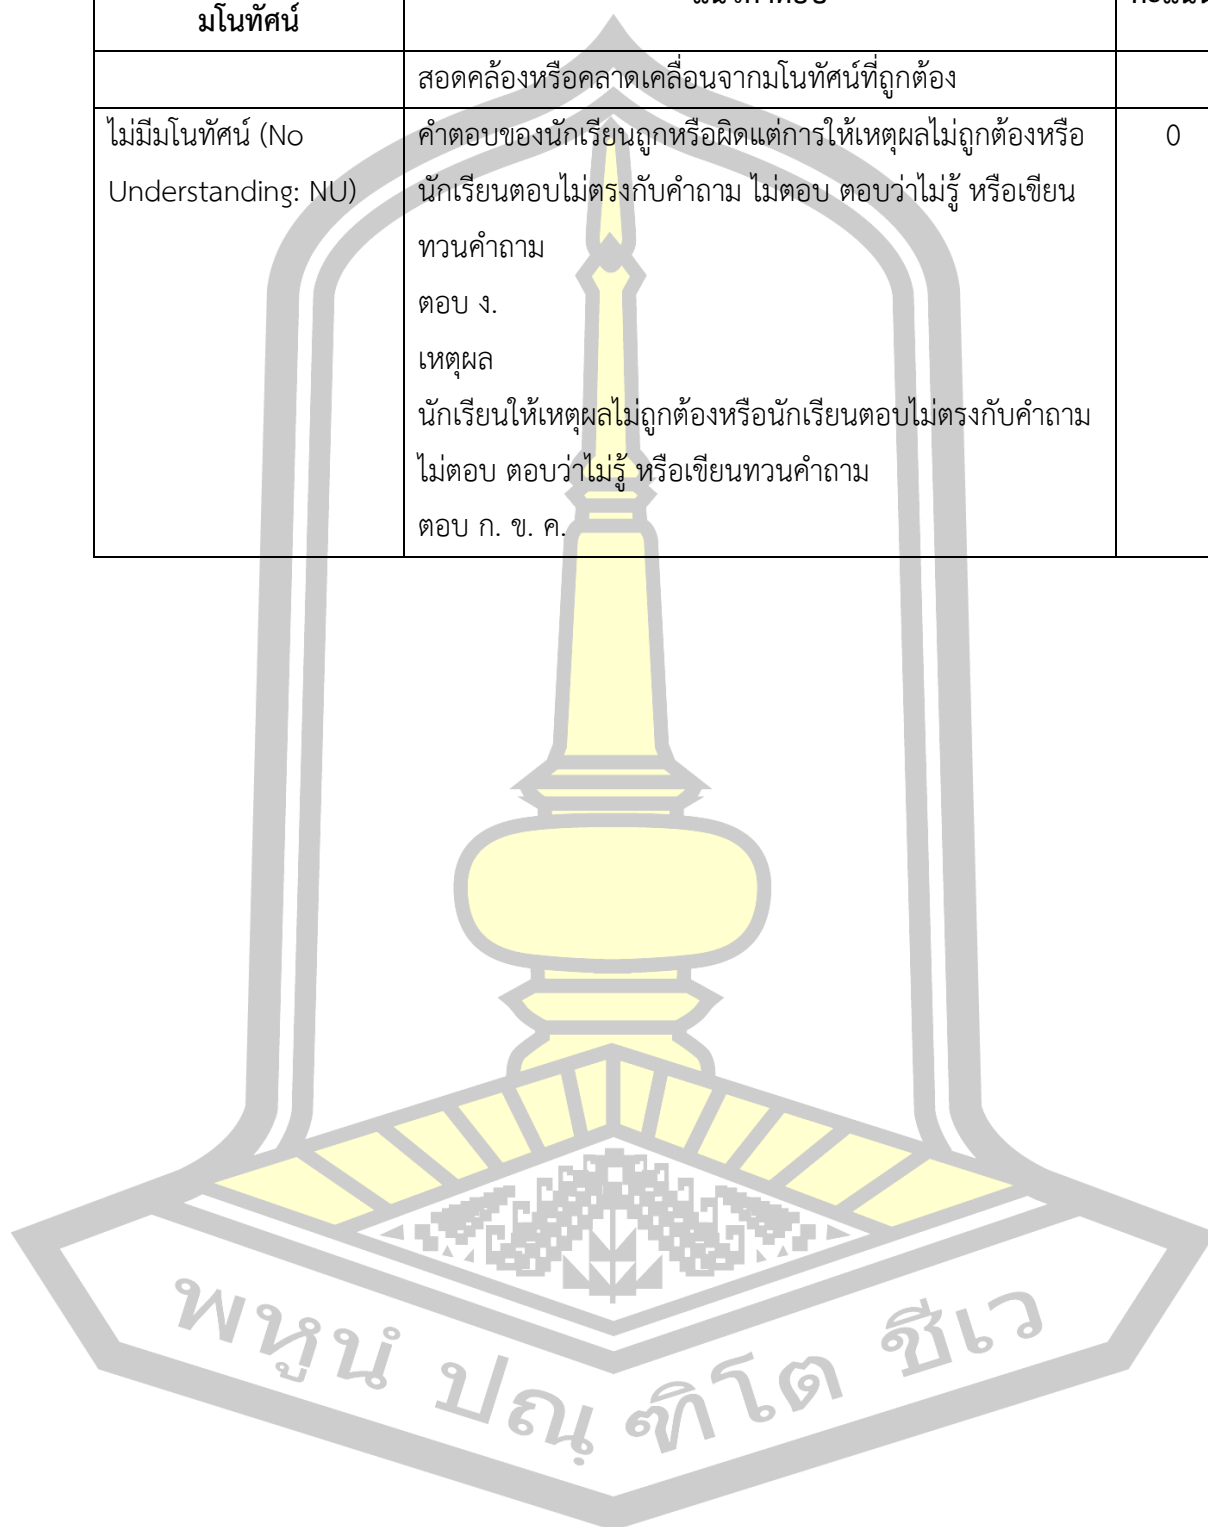 มโนทัศน์
สอดคล้องหรือคลาดเคลื่อนจากมโนทัศน์ที่ถูกต้อง
ไม่มีมโนทัศน์ (No
Understanding: NU)
คำตอบของนักเรียนถูกหรือผิดแต่การให้เหตุผลไม่ถูกต้องหรือ
นักเรียนตอบไม่ตรงกับคำถาม ไม่ตอบ ตอบว่าไม่รู้ หรือเขียน
ทวนคำถาม
ตอบ ง.
เหตุผล
นักเรียนให้เหตุผลไม่ถูกต้องหรือนักเรียนตอบไม่ตรงกับคำถาม
ไม่ตอบ ตอบว่าไม่รู้ หรือเขียนทวนคำถาม
ตอบ ก. ข. ค.
0
พหูนํ ปณฺฑิโต ชีเว